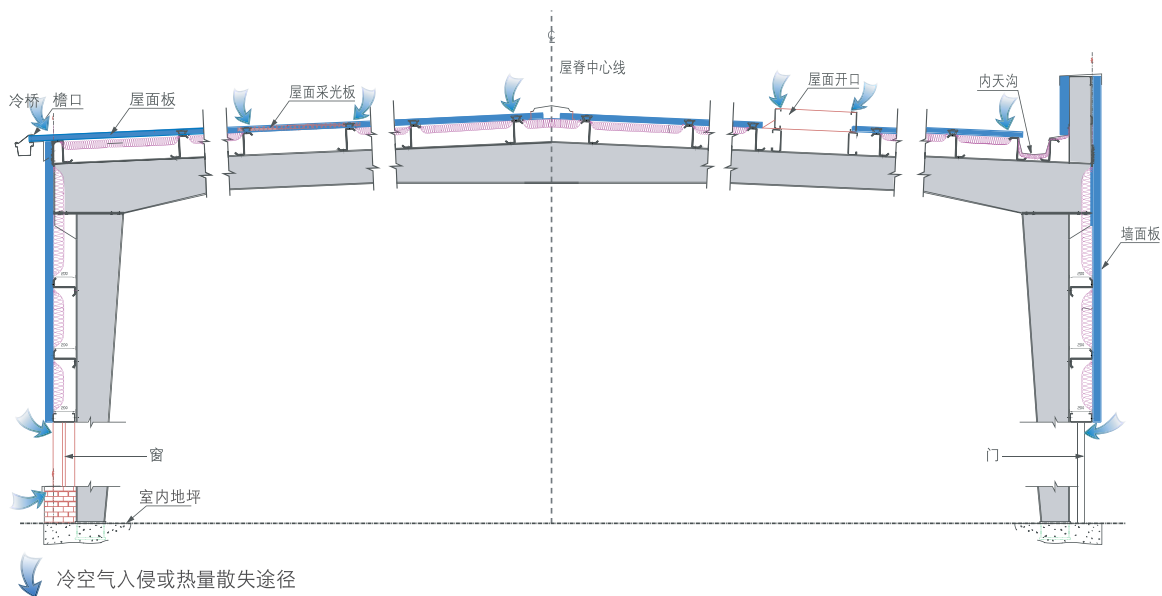 ℄
屋脊中心线
屋面开口
内天沟
屋面采光板
冷桥
檐口
屋面板
墙面板
窗
门
室内地坪
冷空气入侵或热量散失途径